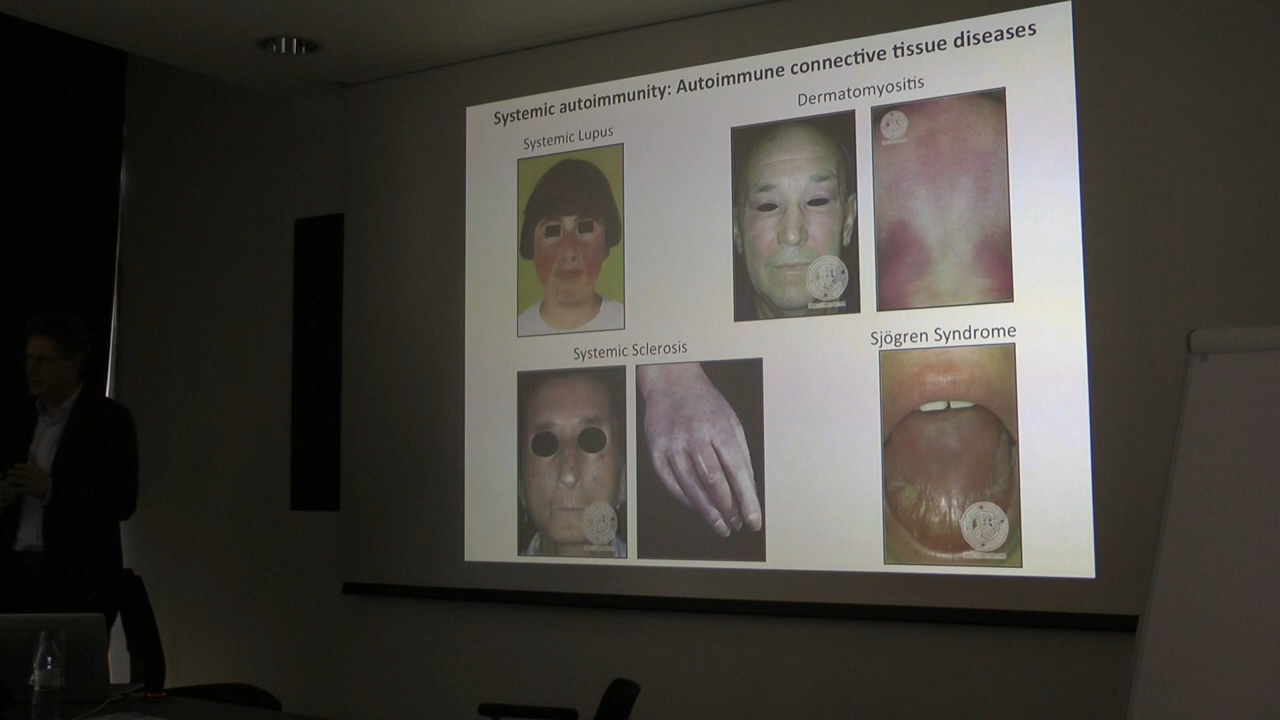 Systemic autoimmunity: Autoimmune connective tissue diseases
Systemic Lupus
Dermatomyositis
Systemic Sclerosis
Sjögren Syndrome